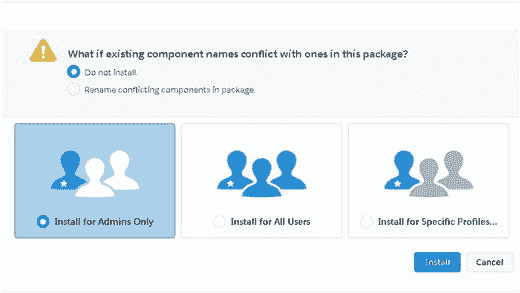 What if existing component names conflict with ones in this package?
Do not install.
Rename conflicting components in package.
Install for Admins Only
Install for All Users
Install for Specific Profiles...
Install
Cancel